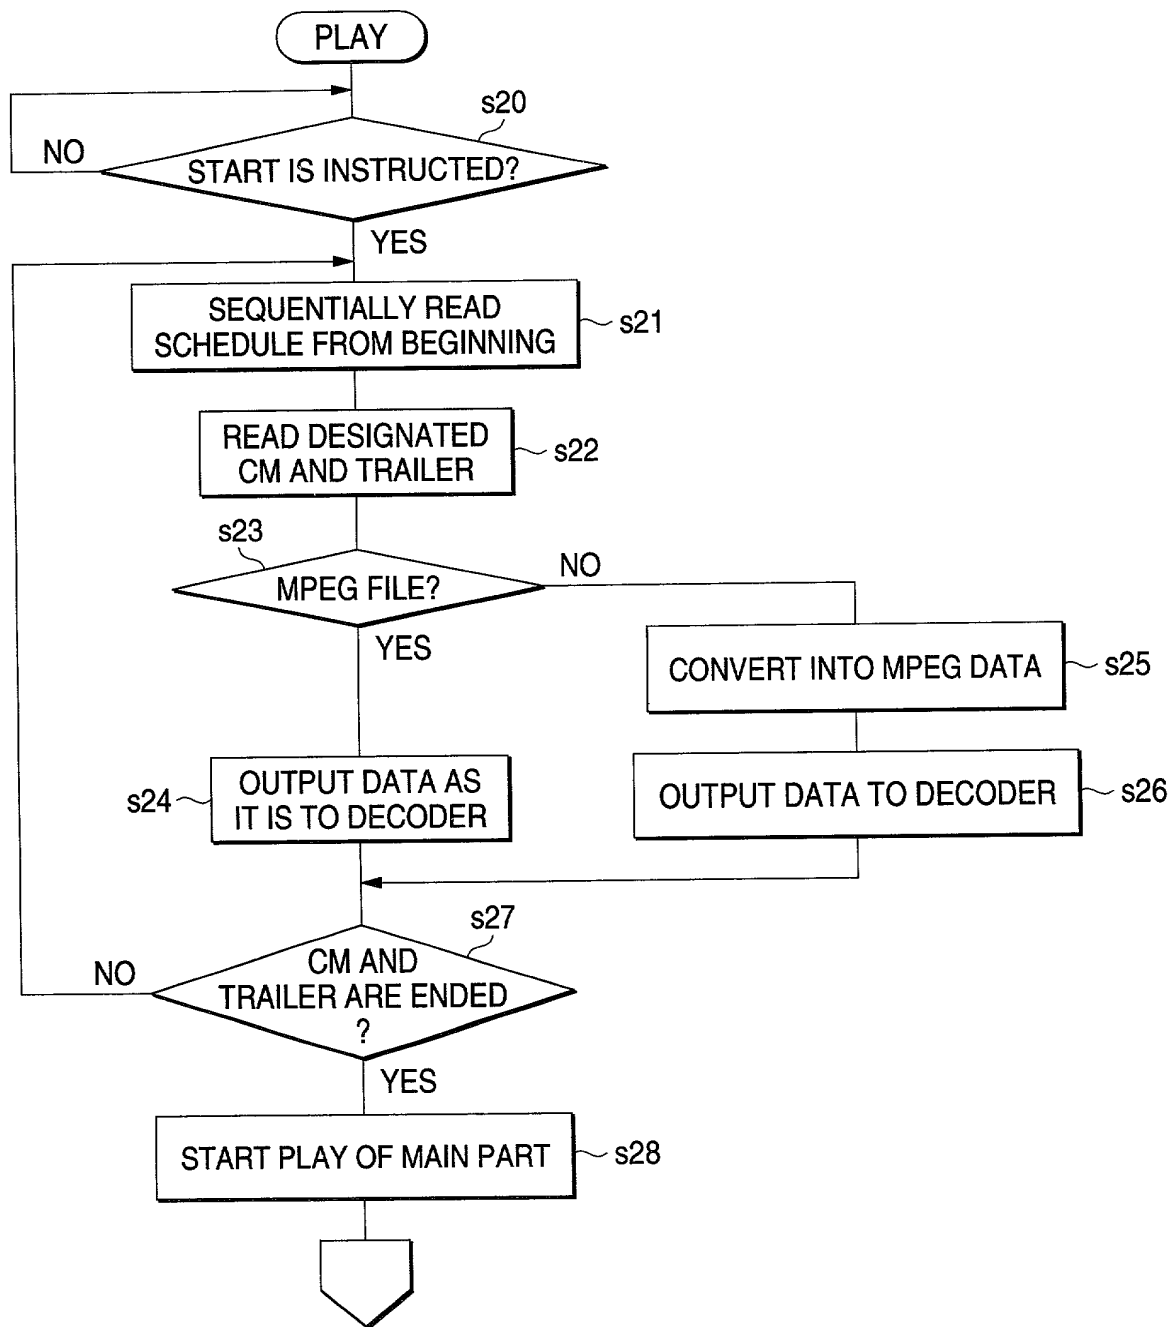 PLAY
s20
NO
START IS INSTRUCTED?
YES
SEQUENTIALLY READ
SCHEDULE FROM BEGINNING
s21
READ DESIGNATED
CM AND TRAILER
s22
s23
MPEG FILE?
NO
YES
CONVERT INTO MPEG DATA
s25
s24
OUTPUT DATA AS
IT IS TO DECODER
OUTPUT DATA TO DECODER
s26
s27
NO
CM AND
TRAILER ARE ENDED
?
YES
START PLAY OF MAIN PART
s28